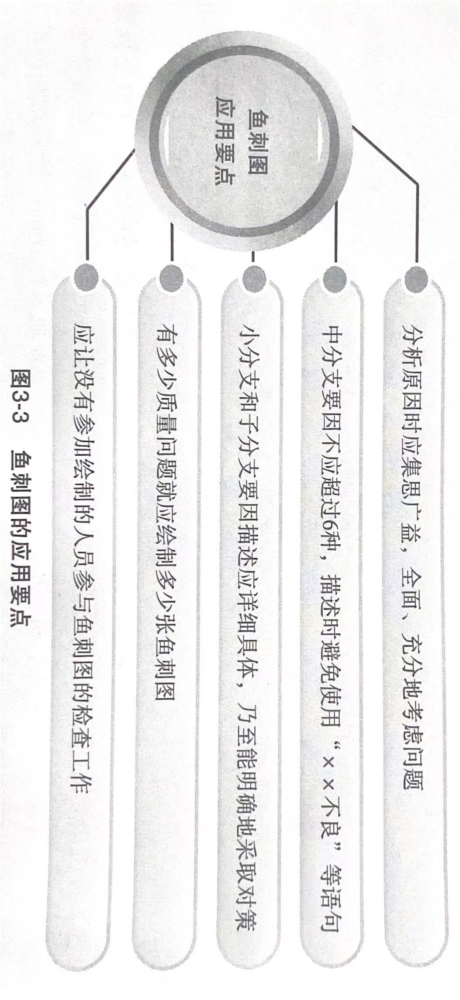 鱼刺图
应用要点
分析原因时应集思广益，全面、充分地考虑问题
中分支要因不应超过6种，描述时避免使用“××不良”等语句
小分支和子分支要因描述应详细具体，乃至能明确地采取对策
有多少质量问题就应绘制多少张鱼刺图
应让没有参加绘制的人员参与鱼刺图的检查工作
图3-3 鱼刺图的应用要点